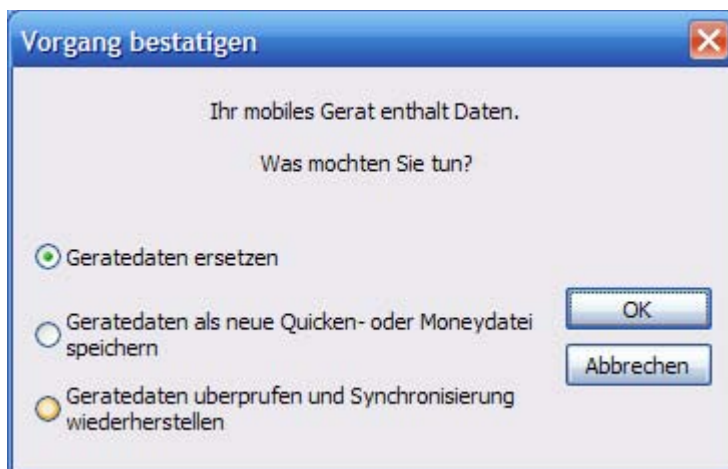 Vorgang bestatigen
Ihr mobiles Gerat enthalt Daten.
Was mochten Sie tun?
Geratedaten ersetzen
Geratedaten als neue Quicken- oder Moneydatei
speichern
Geratedaten uberprufen und Synchronisierung
wiederherstellen
OK
Abbrechen